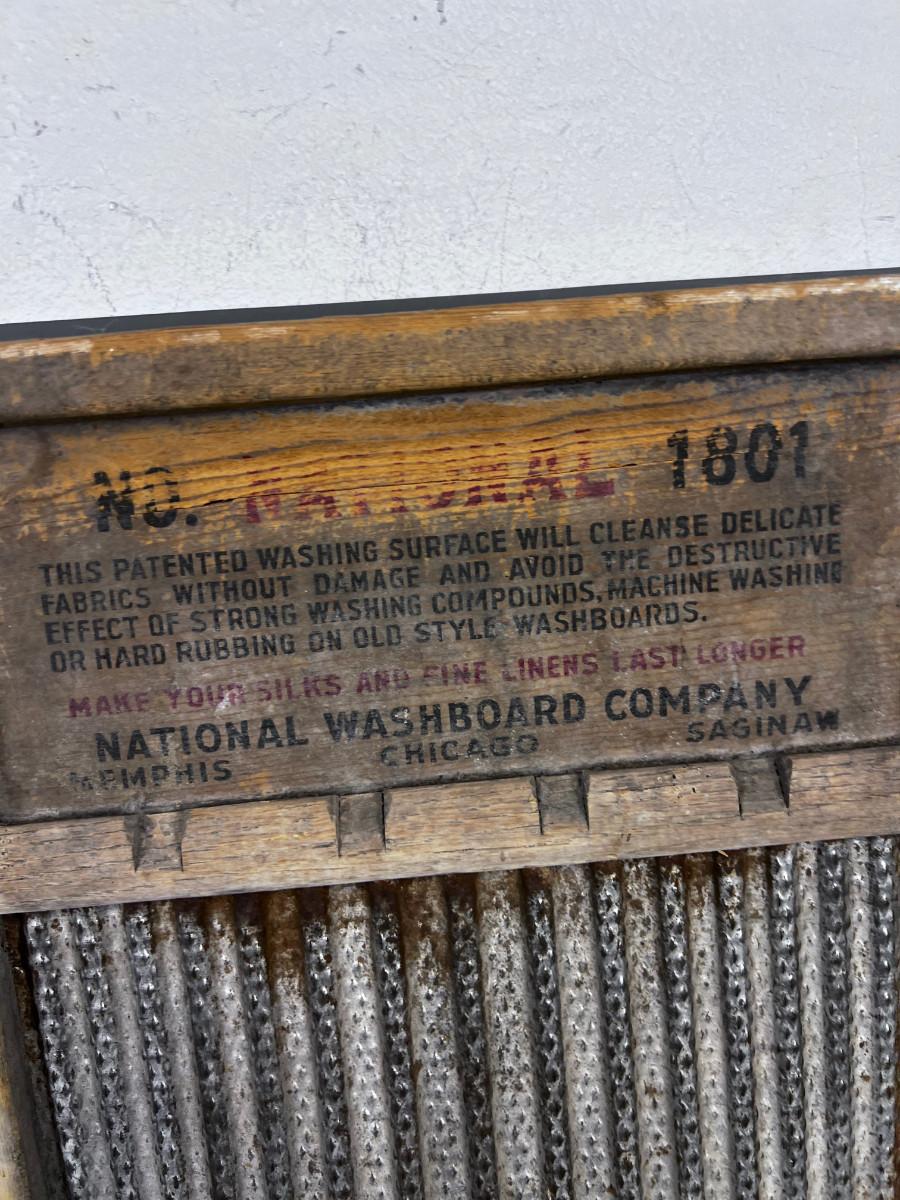 NO. NATIONAL 1801
THIS PATENTED WASHING SURFACE WILL CLEANSE DELICATE
FABRICS WITHOUT DAMAGE AND AVOID THE DESTRUCTIVE
EFFECT OF STRONG WASHING COMPOUNDS, MACHINE WASHING
OR HARD RUBBING ON OLD STYLE WASHBOARDS.
MAKE YOUR SILKS AND FINE LINENS LAST LONGER
NATIONAL WASHBOARD COMPANY
MEMPHIS CHICAGO SAGINAW